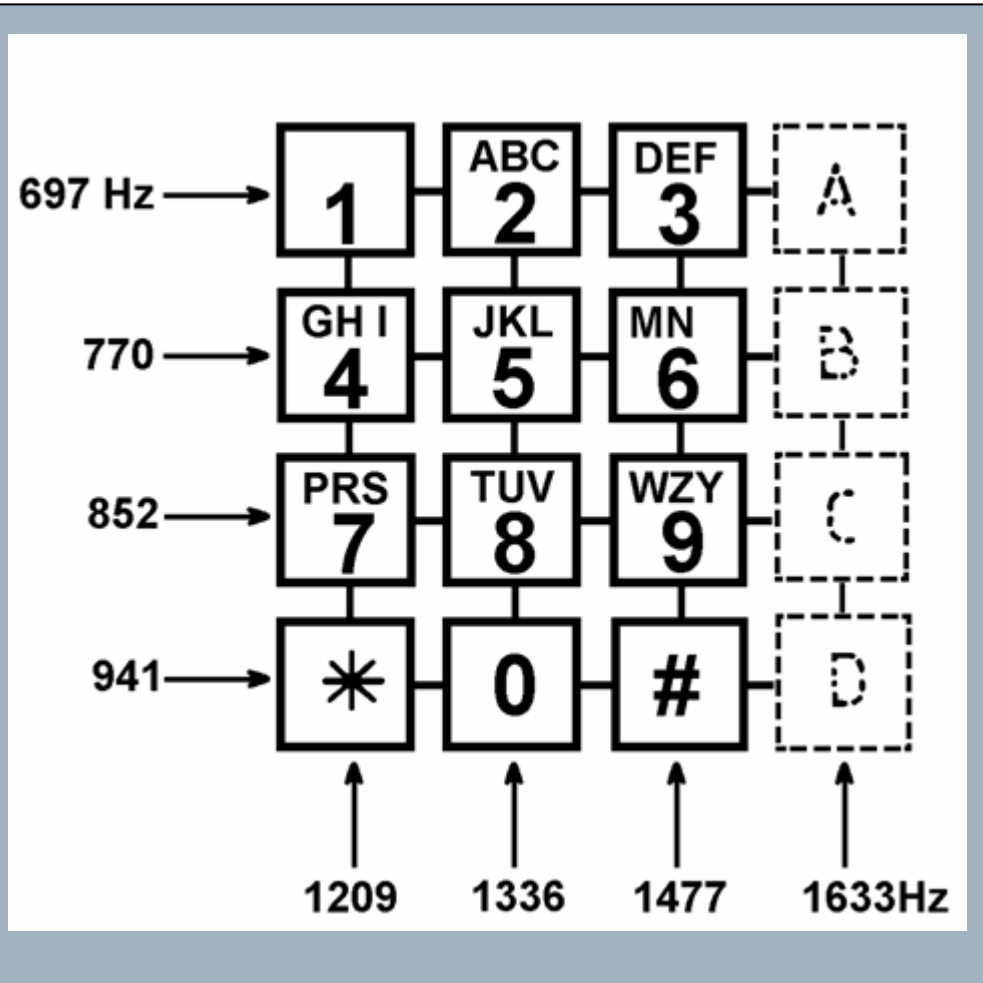 ABC DEF
697 Hz 1 2 3 A
GH I JKL MN
770 4 5 6 B
PRS TUV WZY
852 7 8 9 C
941 * 0 # D
1209 1336 1477 1633Hz